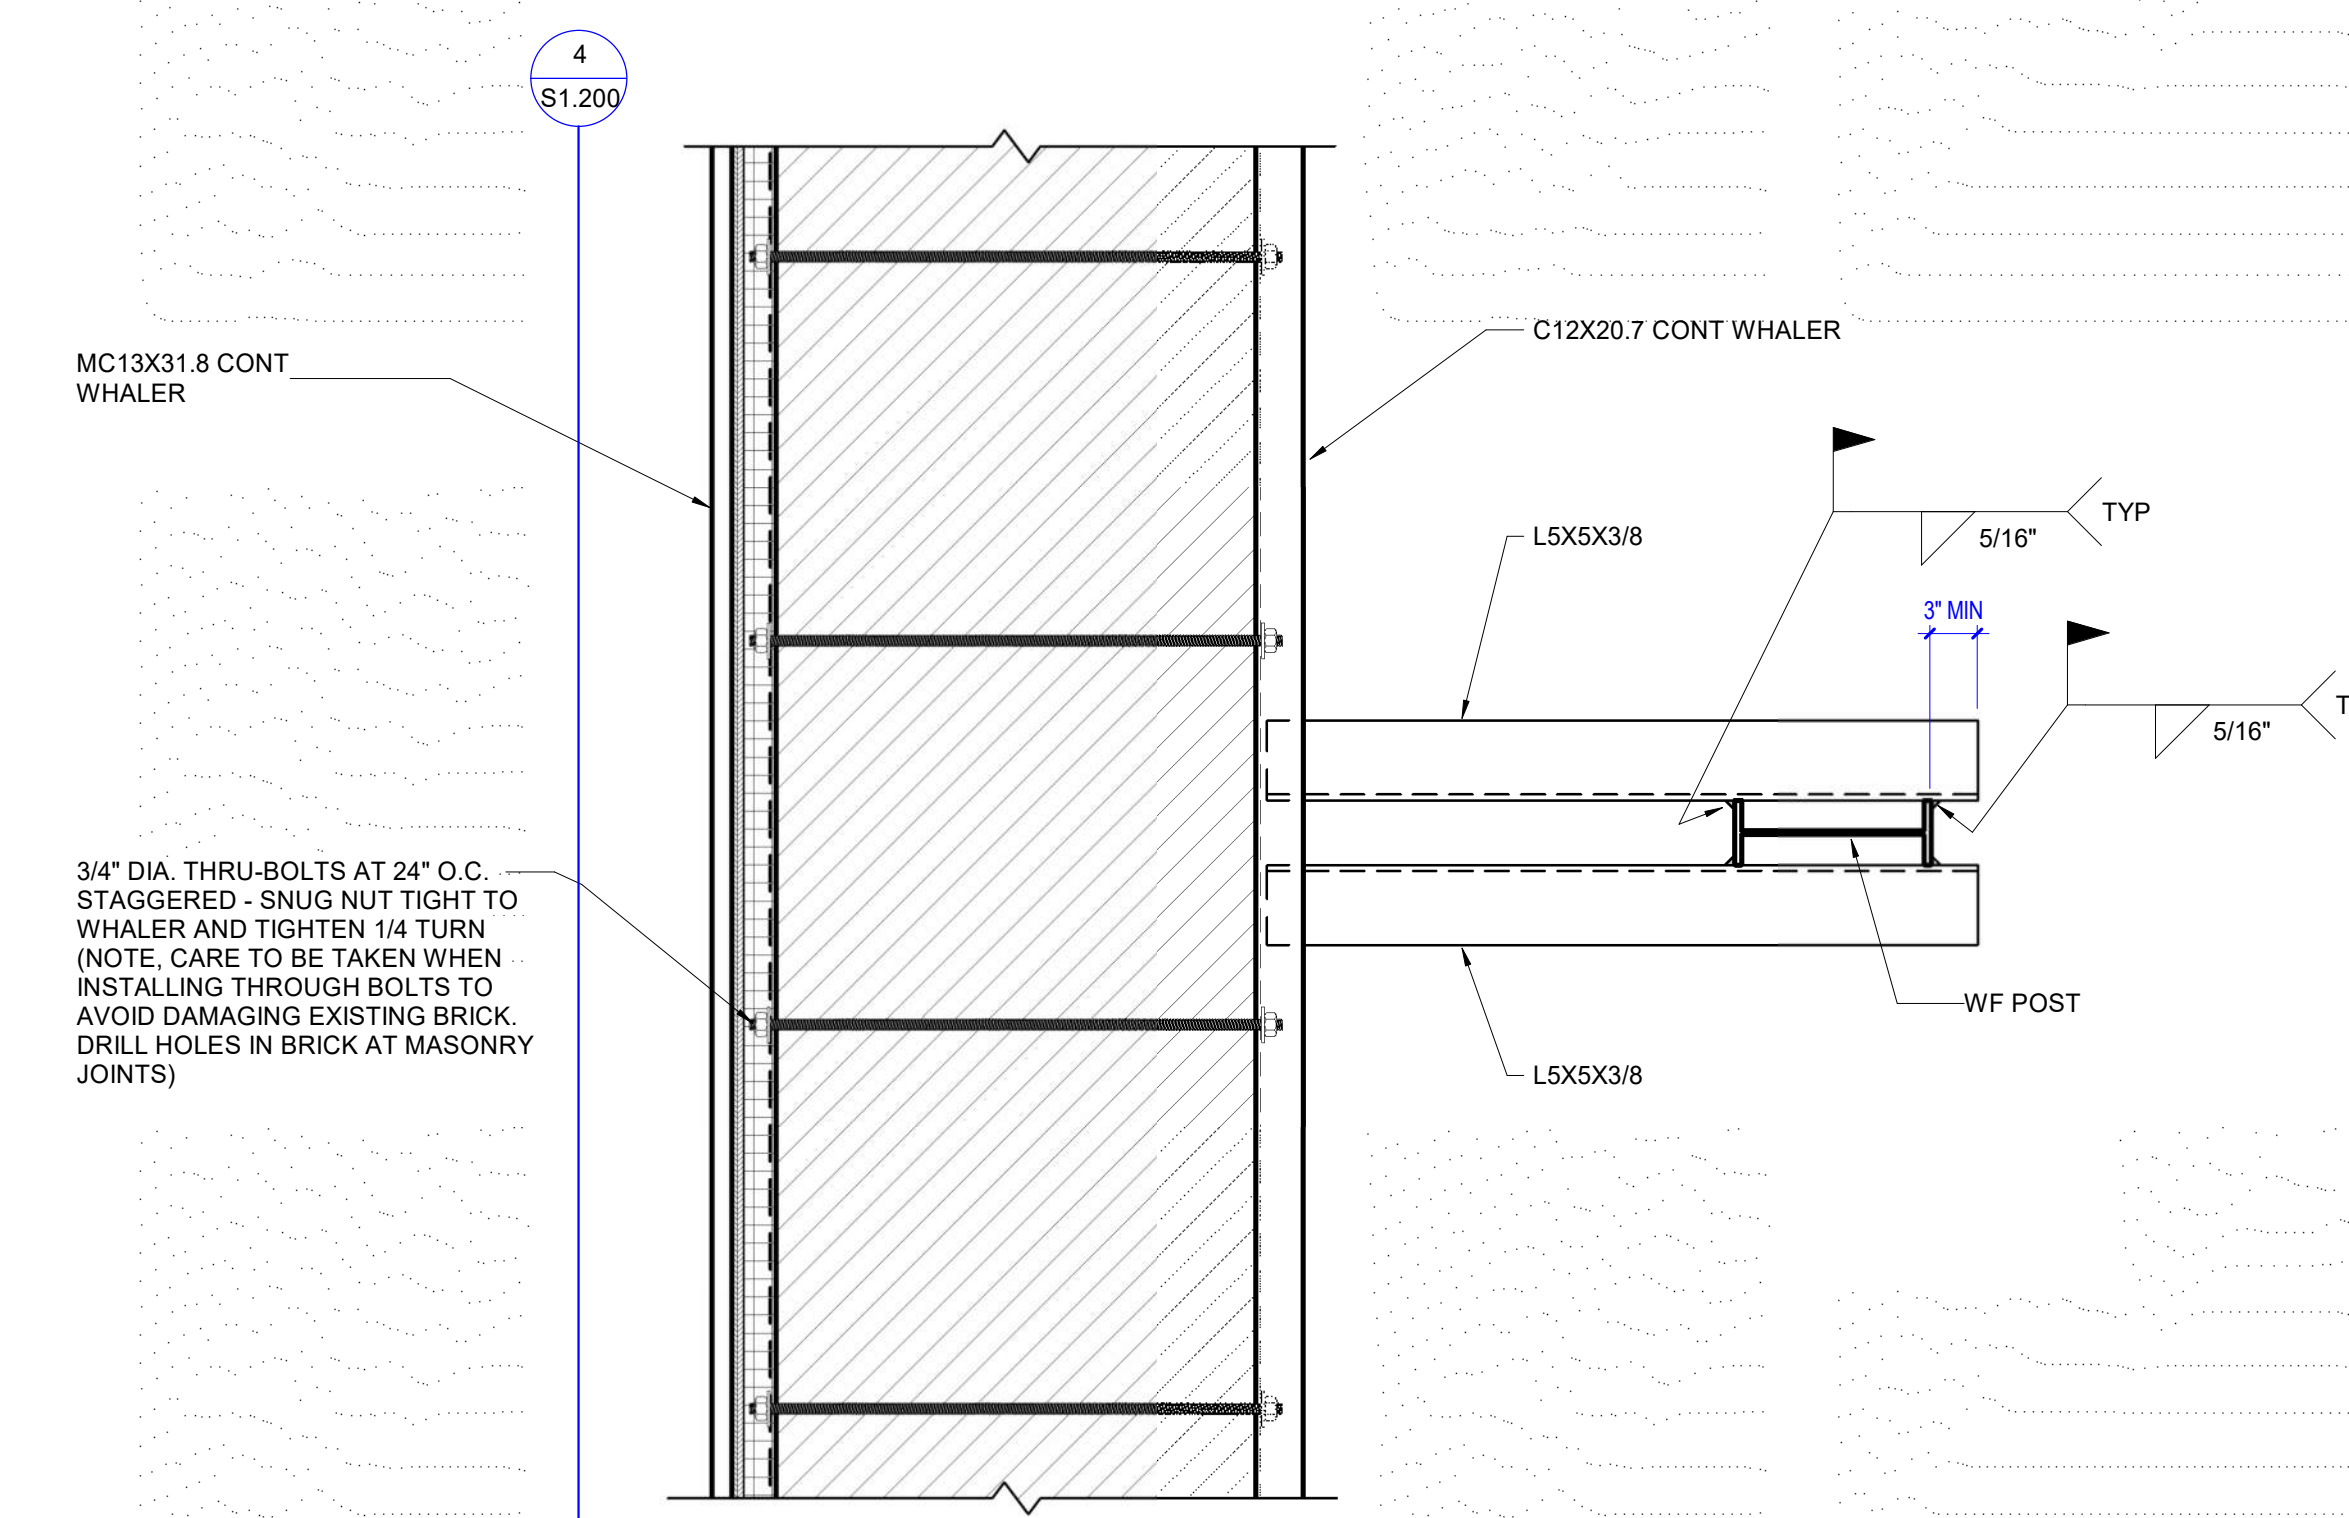 4
S1.200
MC13X31.8 CONT
WHALER
C12X20.7 CONT WHALER
L5X5X3/8
TYP
5/16"
3" MIN
T
5/16"
3/4" DIA. THRU-BOLTS AT 24" O.C.
STAGGERED - SNUG NUT TIGHT TO
WHALER AND TIGHTEN 1/4 TURN
(NOTE, CARE TO BE TAKEN WHEN
INSTALLING THROUGH BOLTS TO
AVOID DAMAGING EXISTING BRICK.
DRILL HOLES IN BRICK AT MASONRY
JOINTS)
WF POST
L5X5X3/8